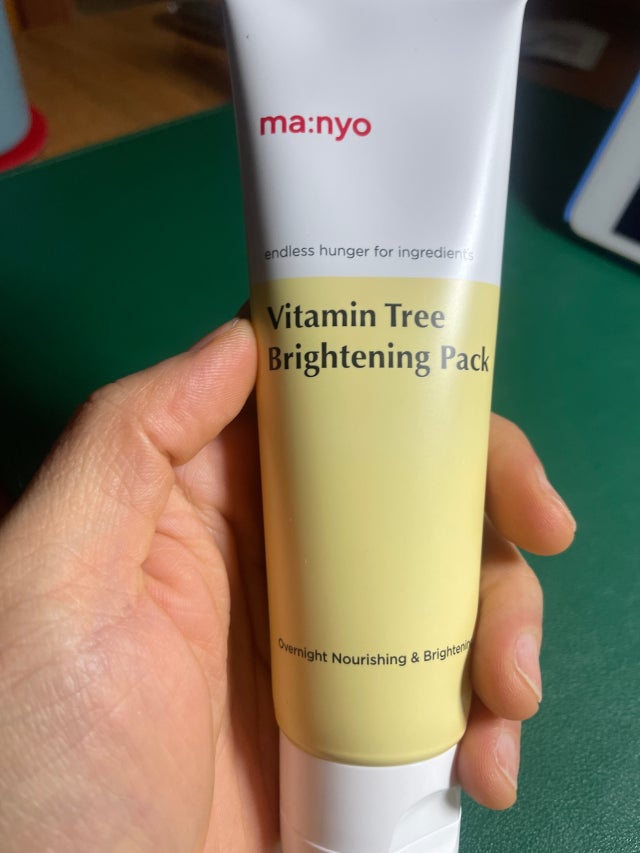 ma:nyo
endless hunger for ingredients
Vitamin Tree
Brightening Pack
Overnight Nourishing & Brightening